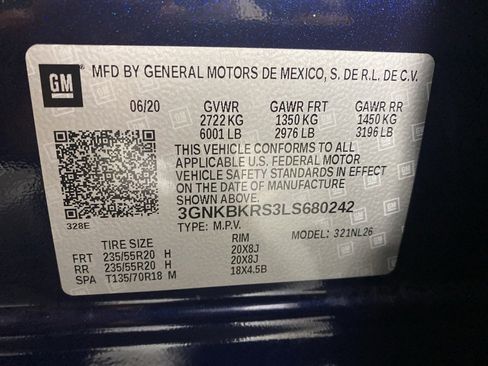 GM
MFD BY GENERAL MOTORS DE MEXICO, S. DE R.L. DE C.V.
06/20 GVWR GAWR FRT GAWR RR
2722 KG 1350 KG 1450 KG
6001 LB 2976 LB 3196 LB
THIS VEHICLE CONFORMS TO ALL
APPLICABLE U.S. FEDERAL MOTOR
VEHICLE SAFETY STANDARDS
IN EFFECT ON THE DATE OF MANUFACTURE
SHOWN ABOVE.
3GNKBKRS3LS680242
328E TYPE: M.P.V. MODEL: 321NL26
TIRE SIZE RIM
FRT 235/55R20 H 20X8J
RR 235/55R20 H 20X8J
SPA T135/70R18 M 18X4.5B